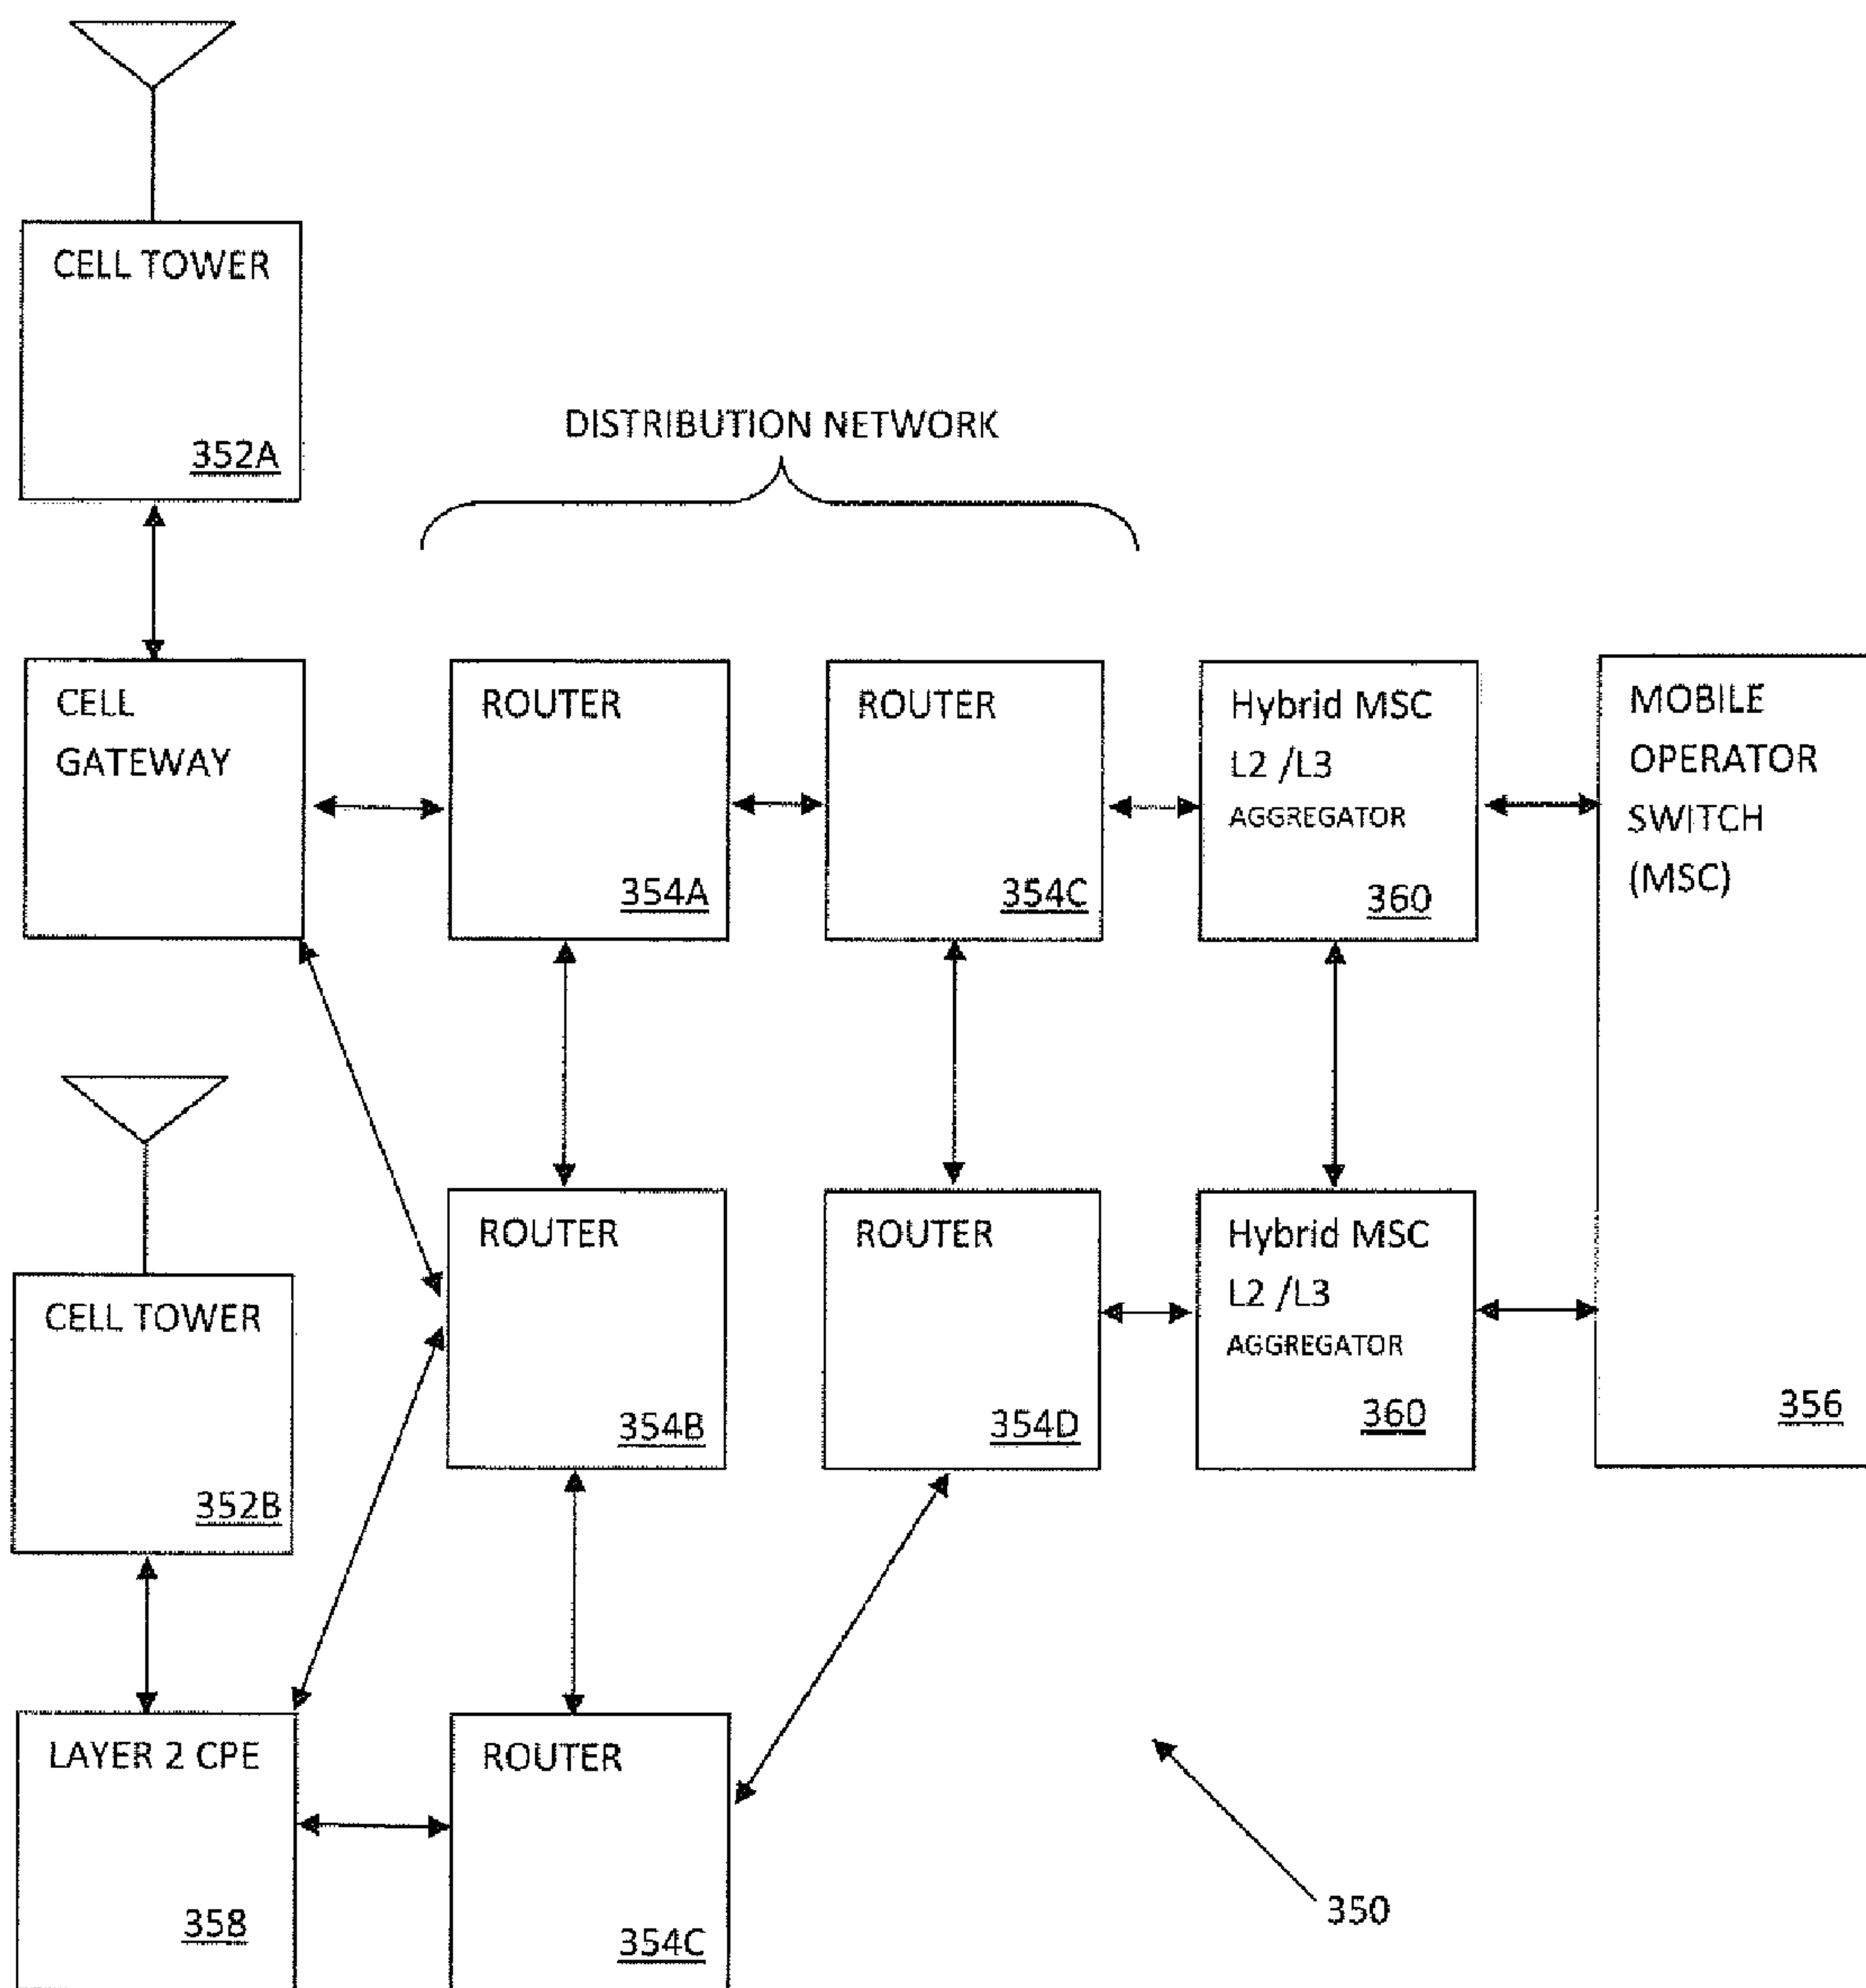 CELL TOWER
352A
DISTRIBUTION NETWORK
CELL
GATEWAY
ROUTER
354A
ROUTER
354C
Hybrid MSC
L2 /L3
AGGREGATOR
360
MOBILE
OPERATOR
SWITCH
(MSC)
356
CELL TOWER
352B
ROUTER
354B
ROUTER
354D
Hybrid MSC
L2 /L3
AGGREGATOR
360
LAYER 2 CPE
358
ROUTER
354C
350